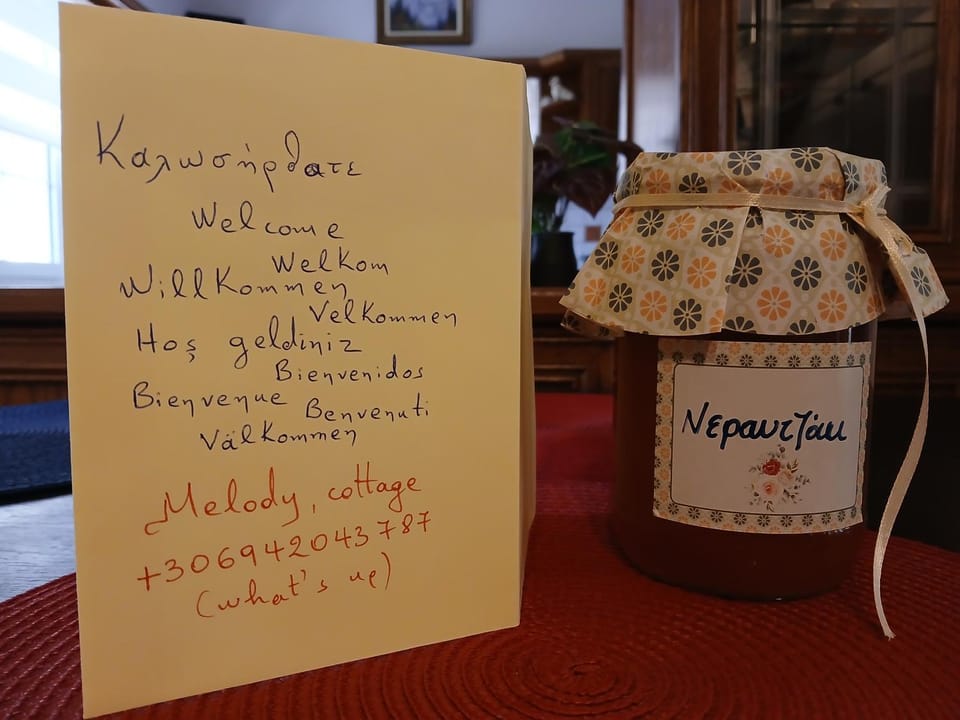 Καλωσήρθατε
Welcome
Welkom
Willkommen
Velkommen
Hoş geldiniz
Bienvenidos
Bienvenue
Benvenuti
Välkommen
Melody, cottage
+306942043787
(what's up)
Νεραντζάκι